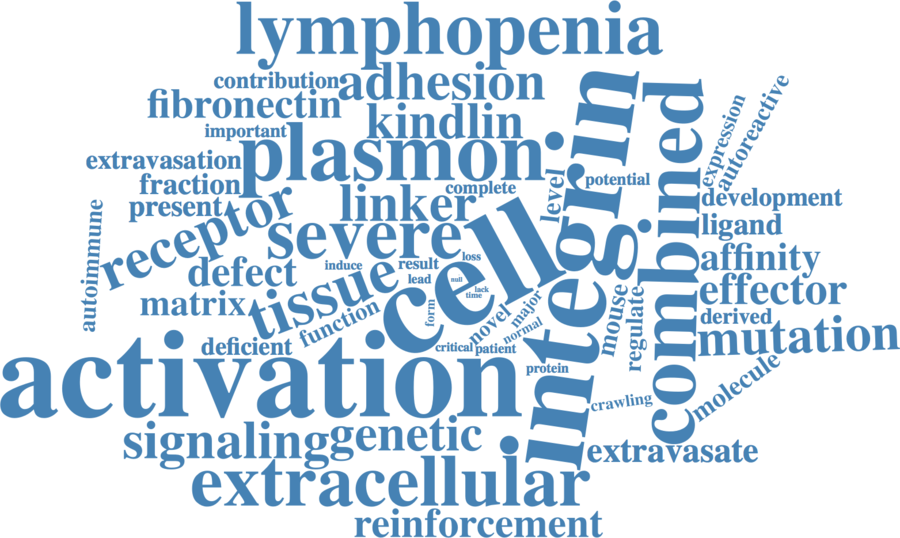 lymphopenia
contribution
adhesion
fibronectin
important
kindlin
integrin
combined
expression
autoreactive
extravasation
plasmon
fraction
complete
level
potential
present
linker
development
receptor
severe
ligand
autoimmune
defect
induce
result
loss
cell
affinity
matrix
tissue
lead
null
lack
time
form
function
novel
major
normal
mouse
regulate
effector
derived
mutation
deficient
critical
patient
protein
activation
crawling
molecule
signaling
genetic
extravasate
extracellular
reinforcement